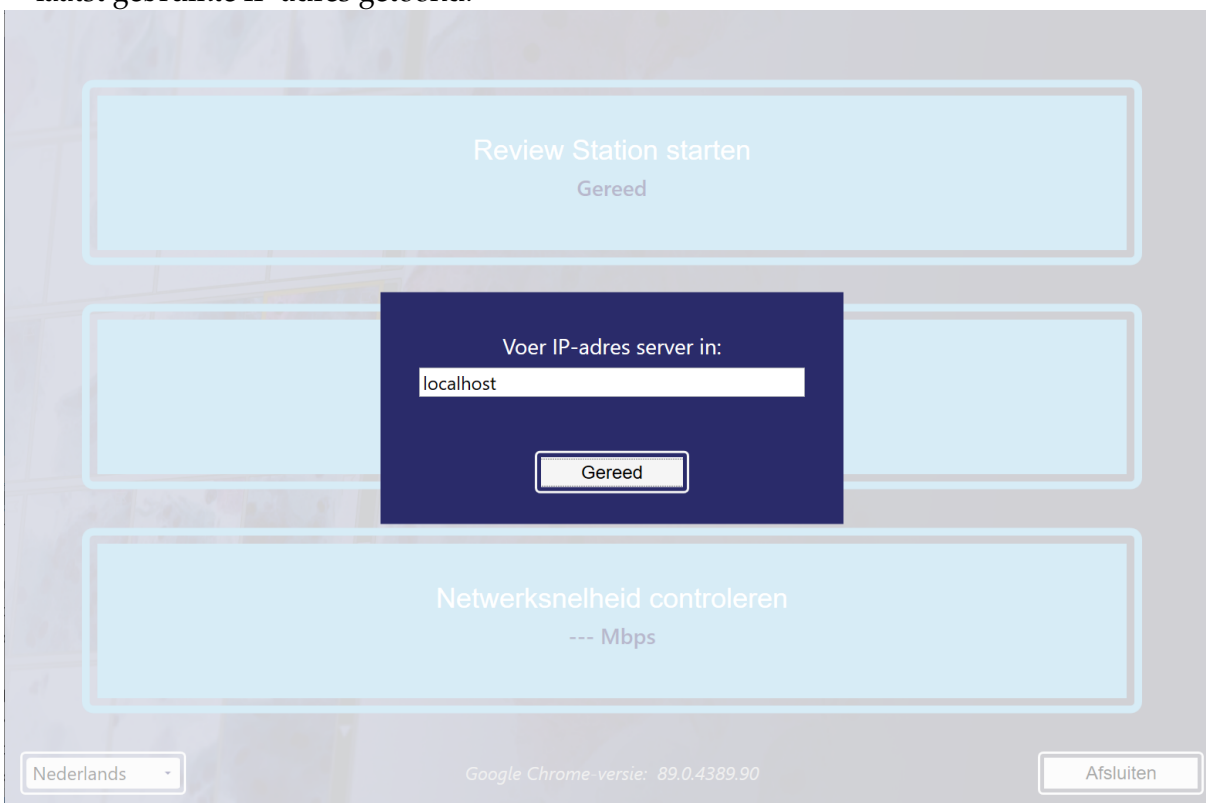 laatst gebruikte IP-adres getoond.
Review Station starten
Gereed
Voer IP-adres server in:
localhost
Gereed
Netwerksnelheid controleren
--- Mbps
Nederlands
Google Chrome-versie: 89.0.4389.90
Afsluiten